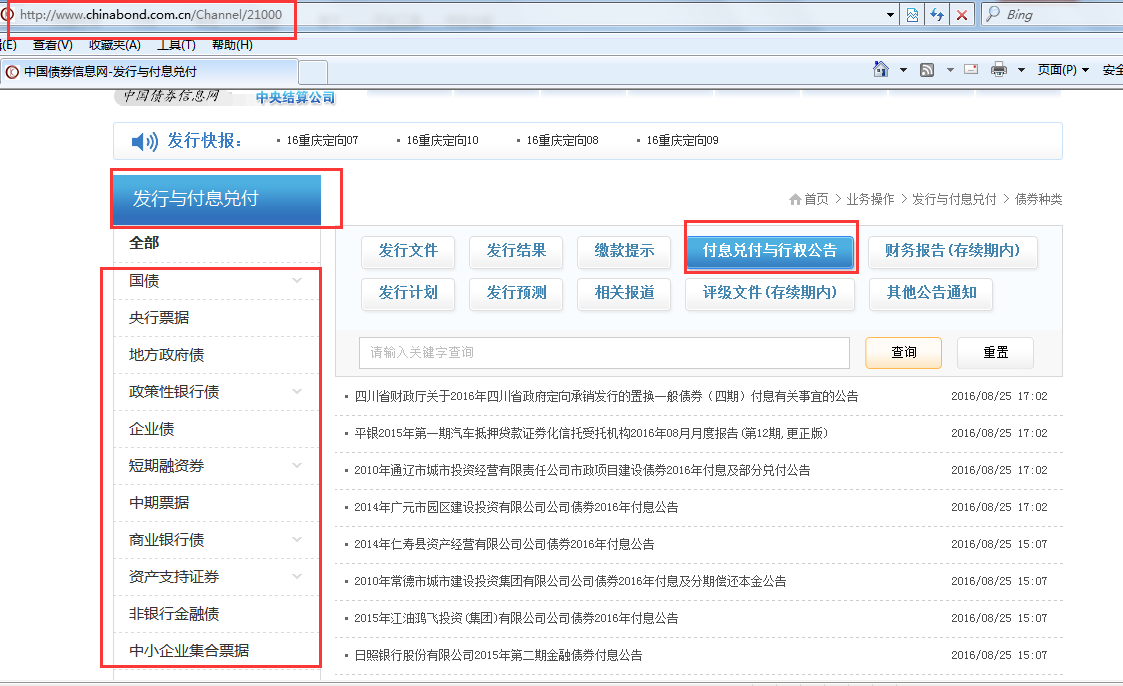 http://www.chinabond.com.cn/Channel/21000
Bing
查看(V) 收藏夹(A) 工具(T) 帮助(H)
中国债券信息网-发行与付息兑付
页面(P)
中国债券信息网 中央结算公司
发行快报： · 16重庆定向07 · 16重庆定向10 · 16重庆定向08 · 16重庆定向09
发行与付息兑付
首页 > 业务操作 > 发行与付息兑付 > 债券种类
全部
国债
央行票据
地方政府债
政策性银行债
企业债
短期融资券
中期票据
商业银行债
资产支持证券
非银行金融债
中小企业集合票据
发行文件 发行结果 缴款提示 付息兑付与行权公告 财务报告(存续期内)
发行计划 发行预测 相关报道 评级文件(存续期内) 其他公告通知
请输入关键字查询 查询 重置
· 四川省财政厅关于2016年四川省政府定向承销发行的置换一般债券（四期）付息有关事宜的公告 2016/08/25 17:02
· 平银2015年第一期汽车抵押贷款证券化信托受托机构2016年08月月度报告(第12期,更正版) 2016/08/25 17:02
· 2010年通辽市城市投资经营有限责任公司市政项目建设债券2016年付息及部分兑付公告 2016/08/25 17:02
· 2014年广元市园区建设投资有限公司公司债券2016年付息公告 2016/08/25 17:02
· 2014年仁寿县资产经营有限公司公司债券2016年付息公告 2016/08/25 15:07
· 2010年常德市城市建设投资集团有限公司公司债券2016年付息及分期偿还本金公告 2016/08/25 15:07
· 2015年江油鸿飞投资(集团)有限公司公司债券2016年付息公告 2016/08/25 15:07
· 日照银行股份有限公司2015年第二期金融债券付息公告 2016/08/25 15:07